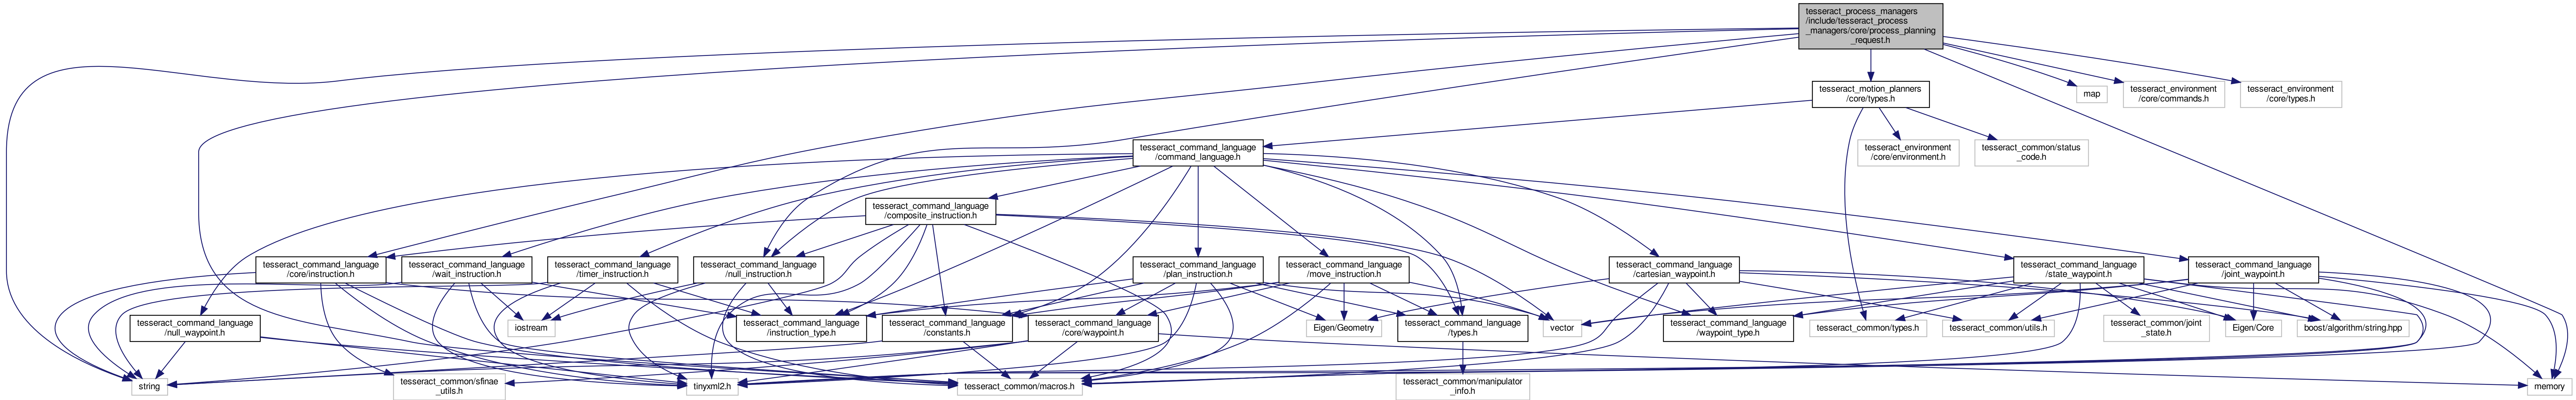 tesseract_process_managers
/include/tesseract_process
_managers/core/process_planning
_request.h
tesseract_motion_planners
/core/types.h
map
tesseract_environment
/core/commands.h
tesseract_environment
/core/types.h
tesseract_command_language
/command_language.h
tesseract_environment
/core/environment.h
tesseract_common/status
_code.h
tesseract_command_language
/composite_instruction.h
tesseract_command_language
/core/instruction.h
tesseract_command_language
/wait_instruction.h
tesseract_command_language
/timer_instruction.h
tesseract_command_language
/null_instruction.h
tesseract_command_language
/plan_instruction.h
tesseract_command_language
/move_instruction.h
tesseract_command_language
/cartesian_waypoint.h
tesseract_command_language
/state_waypoint.h
tesseract_command_language
/joint_waypoint.h
tesseract_command_language
/null_waypoint.h
iostream
tesseract_command_language
/instruction_type.h
tesseract_command_language
/constants.h
tesseract_command_language
/core/waypoint.h
Eigen/Geometry
tesseract_command_language
/types.h
vector
tesseract_command_language
/waypoint_type.h
tesseract_common/types.h
tesseract_common/utils.h
tesseract_common/joint
_state.h
Eigen/Core
boost/algorithm/string.hpp
string
tesseract_common/sfinae
_utils.h
tinyxml2.h
tesseract_common/macros.h
tesseract_common/manipulator
_info.h
memory